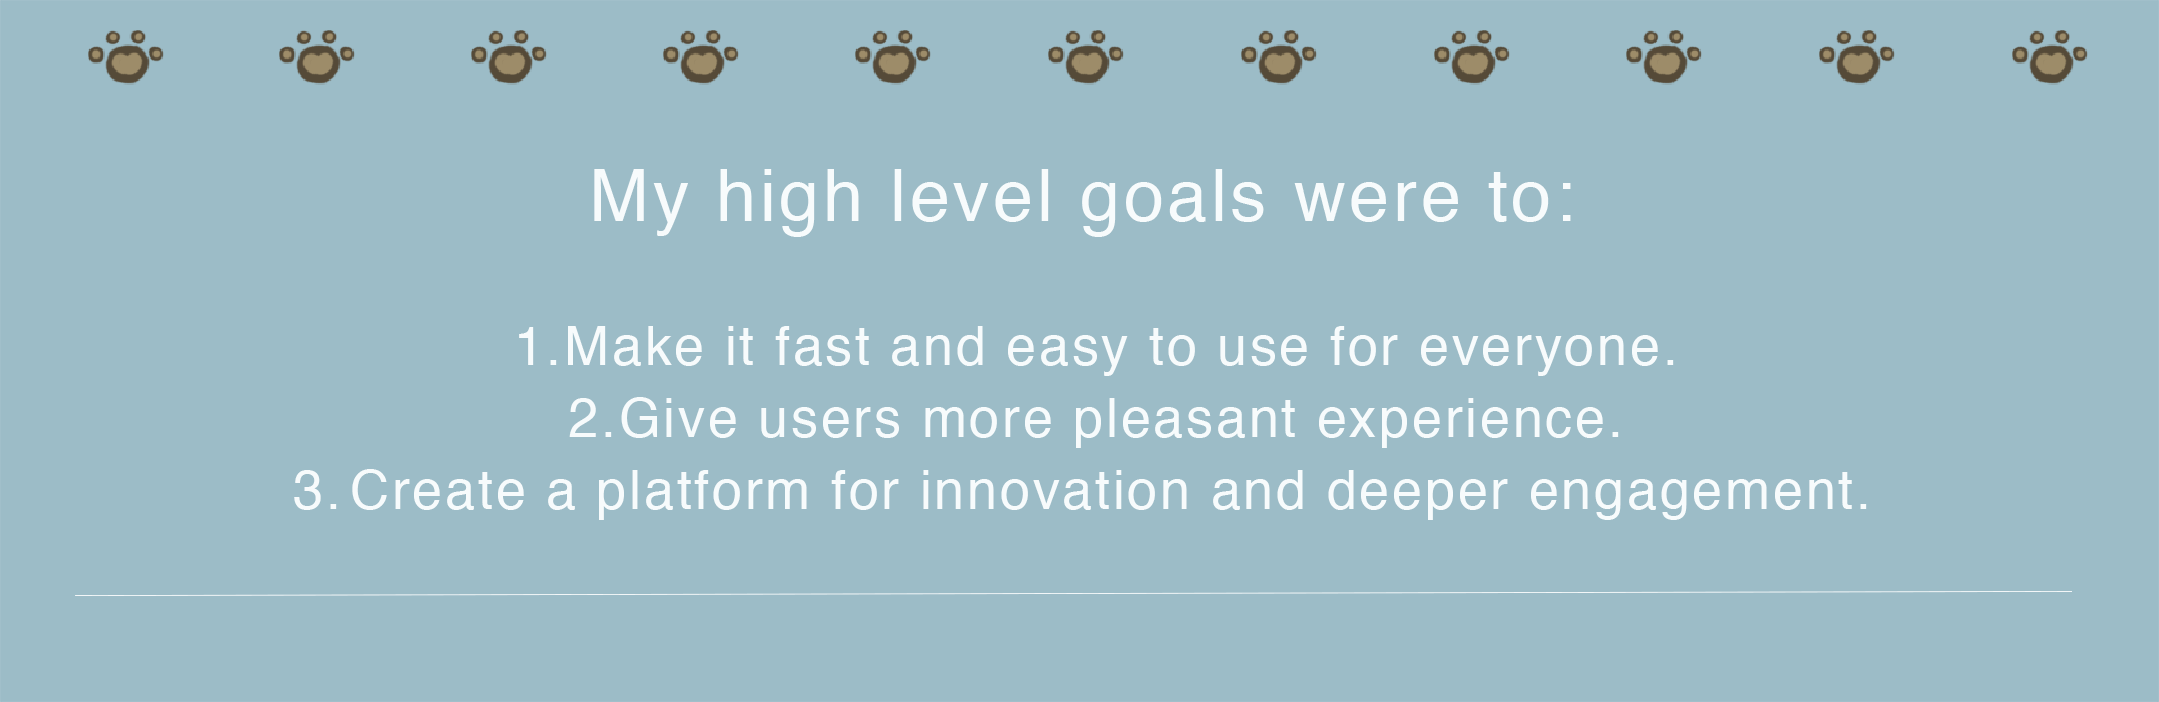 My high level goals were to:
1.Make it fast and easy to use for everyone.
2.Give users more pleasant experience.
3.Create a platform for innovation and deeper engagement.